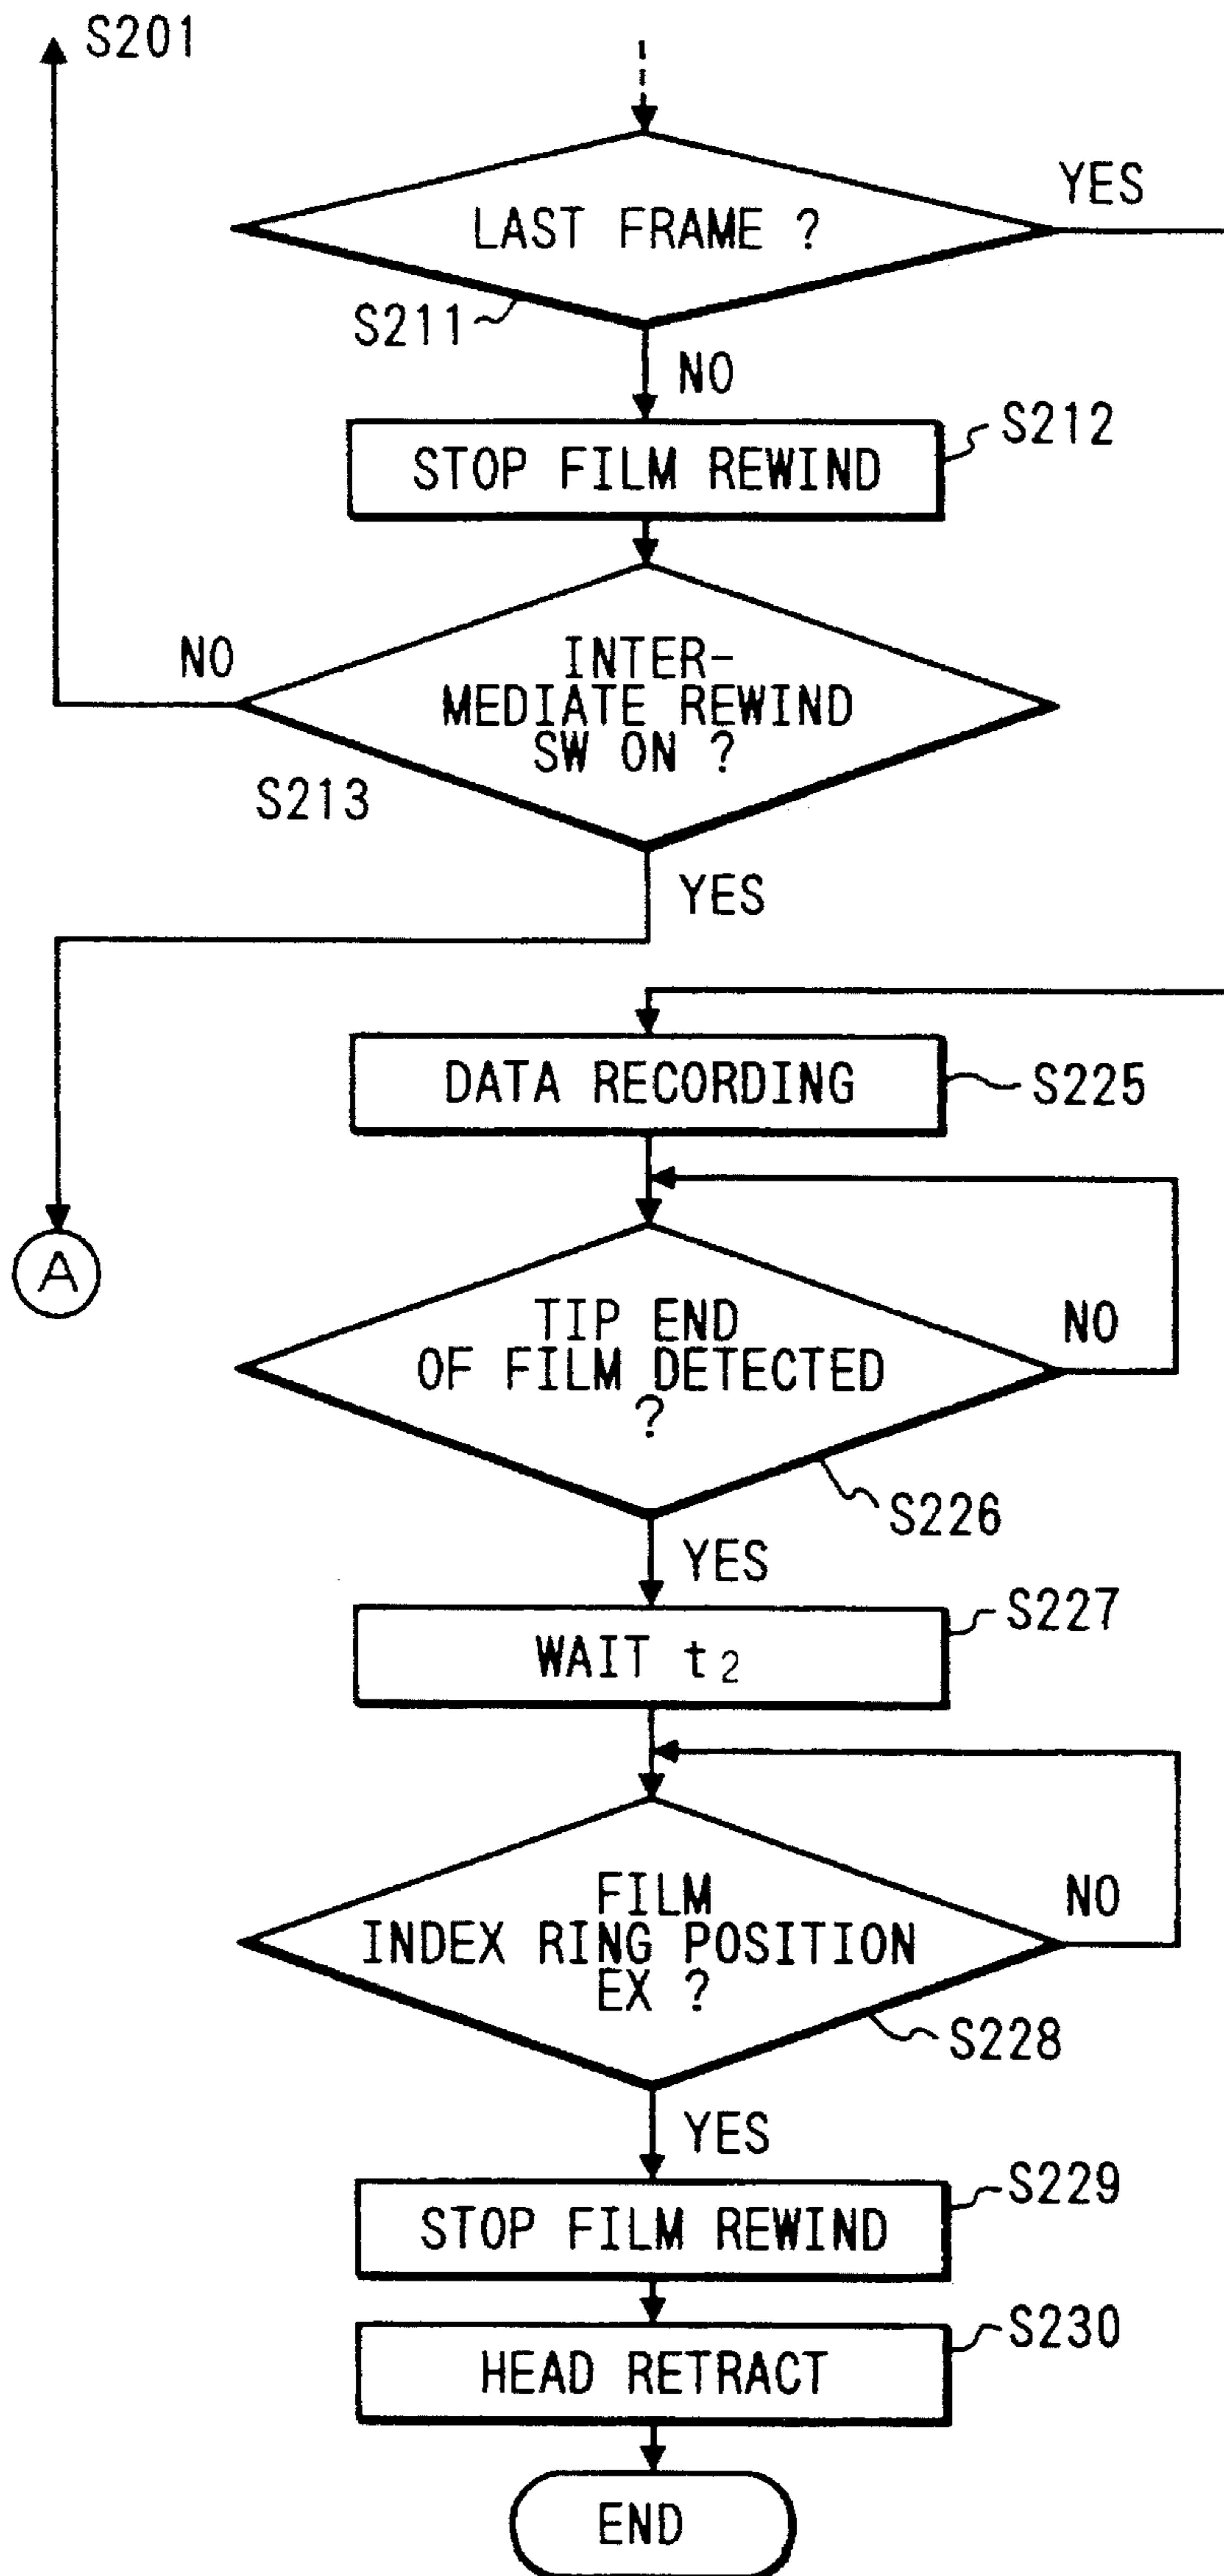 S201
LAST FRAME ?
YES
S211
NO
STOP FILM REWIND
S212
INTER-
MEDIATE REWIND
SW ON ?
NO
S213
YES
DATA RECORDING
S225
A
TIP END
OF FILM DETECTED
?
NO
S226
YES
WAIT t2
S227
FILM
INDEX RING POSITION
EX ?
NO
S228
YES
STOP FILM REWIND
S229
HEAD RETRACT
S230
END